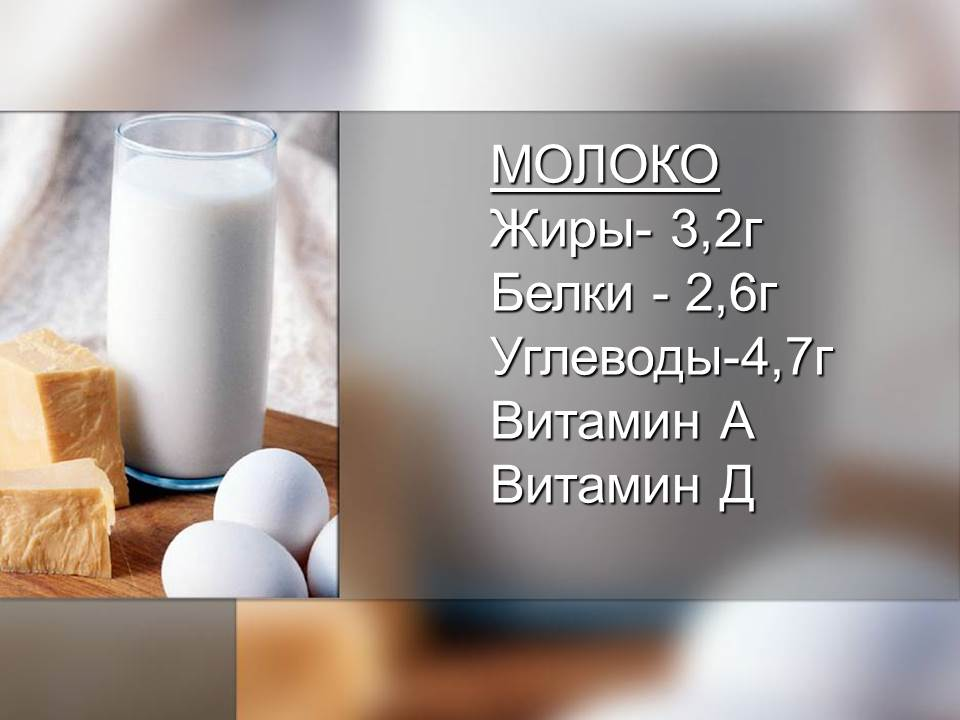 МОЛОКО
Жиры- 3,2г
Белки - 2,6г
Углеводы-4,7г
Витамин А
Витамин Д